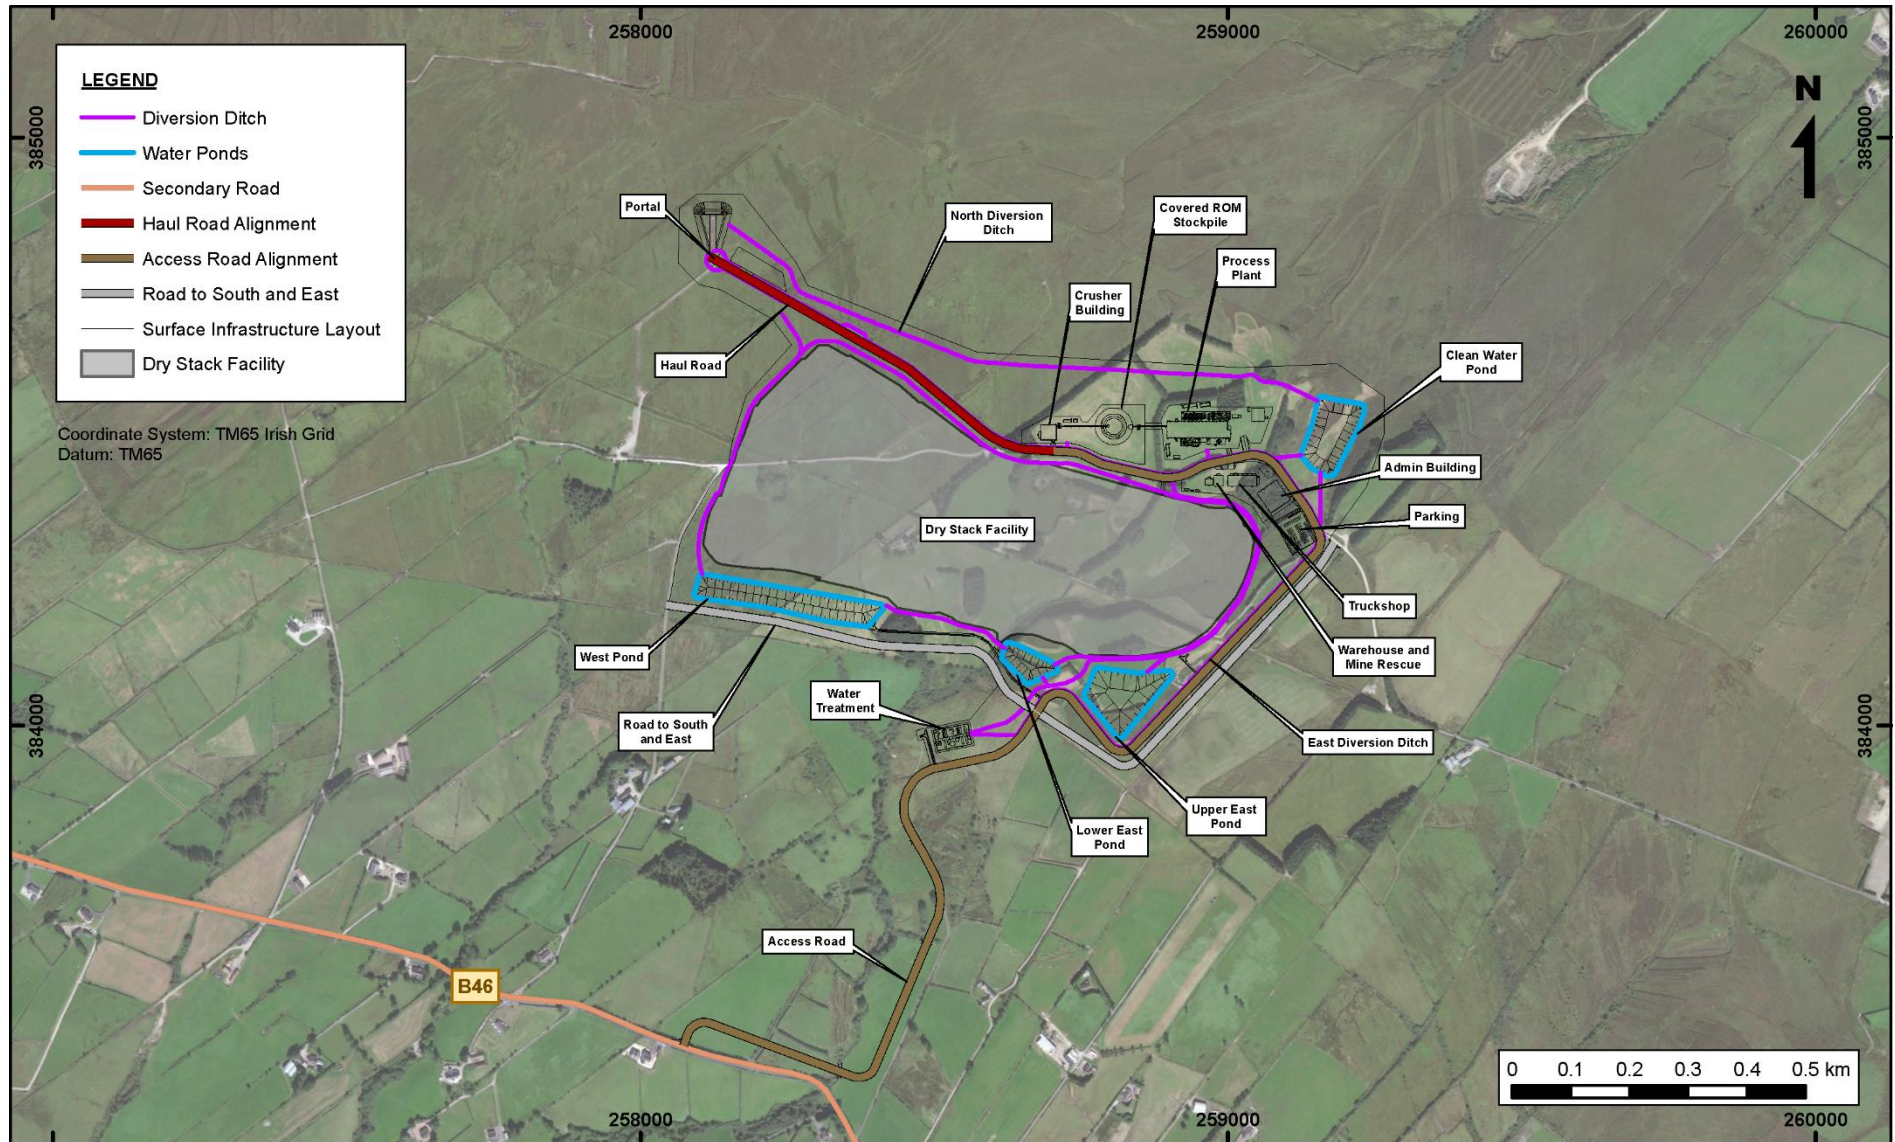 258000
259000
260000
LEGEND
Diversion Ditch
Water Ponds
Secondary Road
Haul Road Alignment
Access Road Alignment
Road to South and East
Surface Infrastructure Layout
Dry Stack Facility
Coordinate System: TM65 Irish Grid
Datum: TM65
N
385000
385000
Portal
North Diversion
Ditch
Covered ROM
Stockpile
Process
Plant
Crusher
Building
Haul Road
Clean Water
Pond
Admin Building
Parking
Dry Stack Facility
Truckshop
Warehouse and
Mine Rescue
West Pond
Water
Treatment
Road to South
and East
East Diversion Ditch
384000
384000
Upper East
Pond
Lower East
Pond
Access Road
B46
0 0.1 0.2 0.3 0.4 0.5 km
258000
259000
260000